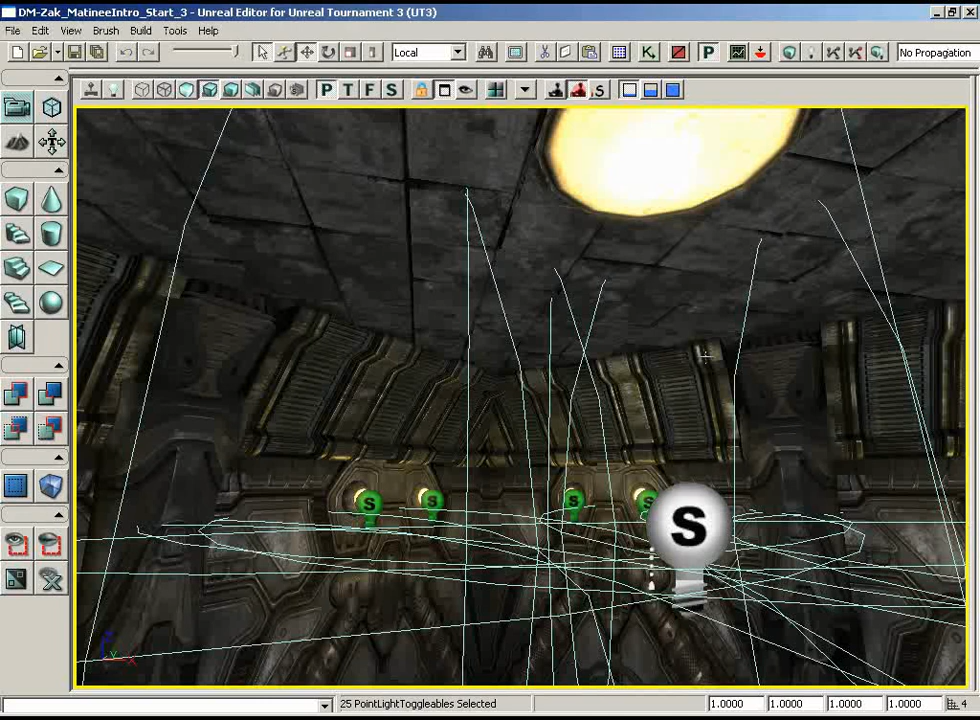 DM-Zak_MatineeIntro_Start_3 - Unreal Editor for Unreal Tournament 3 (UT3)
File Edit View Brush Build Tools Help
Local
P
No Propagation
P T F S
S
S S S S S
Z Y X
25 PointLightToggleables Selected
1.0000 1.0000 1.0000 1.0000
4